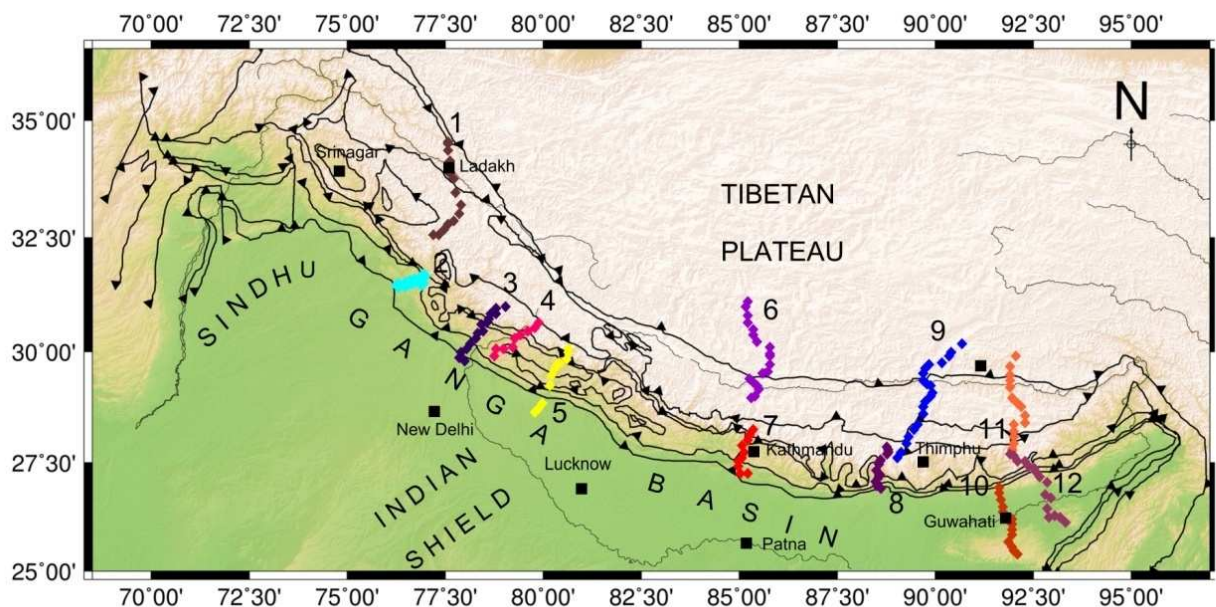 70°00' 72°30' 75°00' 77°30' 80°00' 82°30' 85°00' 87°30' 90°00' 92°30' 95°00'
N
35°00'
1
Srinagar
Ladakh
TIBETAN
32°30'
PLATEAU
SINDHU
2
3
4
6
9
30°00'
GANGA
5
New Delhi
7
Kathmandu
Thimphu
11
27°30'
Lucknow
BASIN
8
10
12
INDIAN
SHIELD
Guwahati
Patna
25°00'
70°00' 72°30' 75°00' 77°30' 80°00' 82°30' 85°00' 87°30' 90°00' 92°30' 95°00'